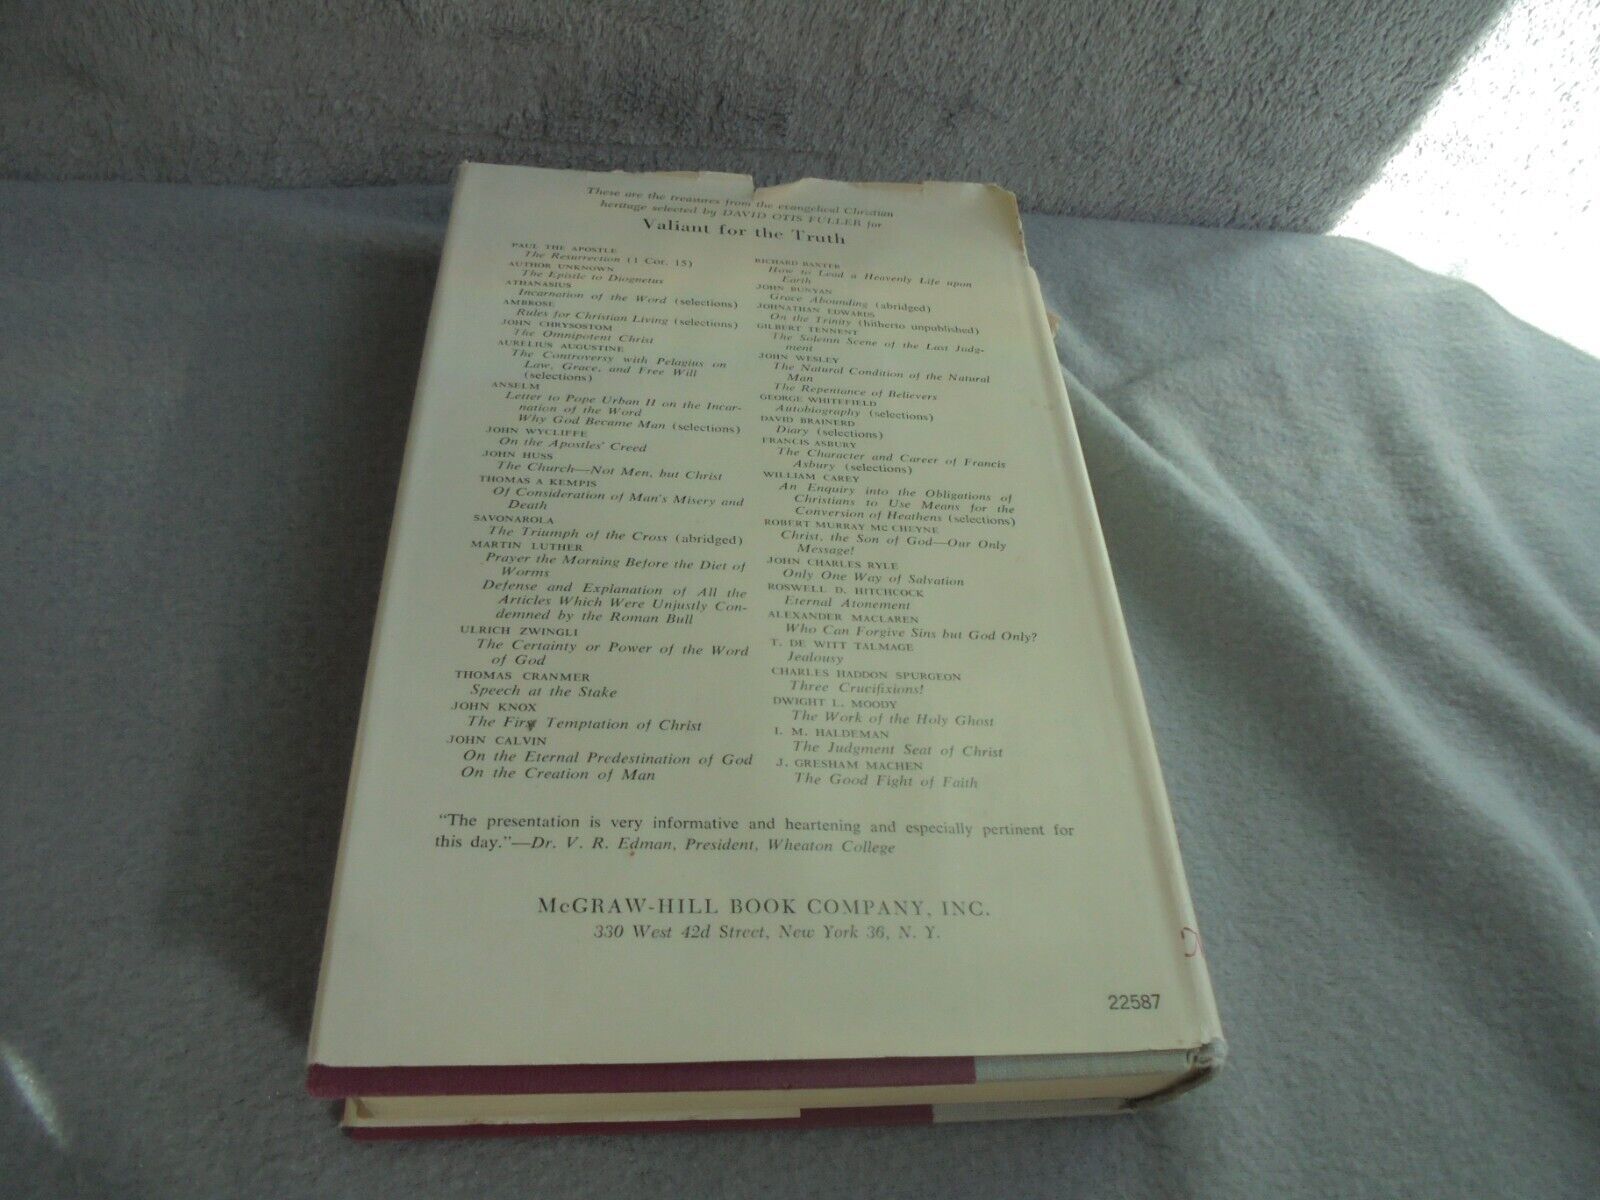 These are the treasures from the evangelical Christian
heritage selected by DAVID OTIS FULLER for
Valiant for the Truth
PAUL THE APOSTLE
The Resurrection (1 Cor. 15)
AUTHOR UNKNOWN
The Epistle to Diognetus
ATHANASIUS
Incarnation of the Word (selections)
AMBROSE
Rules for Christian Living (selections)
JOHN CHRYSOSTOM
The Omnipotent Christ
AURELIUS AUGUSTINE
The Controversy with Pelagius on
Law, Grace, and Free Will
(selections)
ANSELM
Letter to Pope Urban II on the Incar-
nation of the Word
Why God Became Man (selections)
JOHN WYCLIFFE
On the Apostles' Creed
JOHN HUSS
The Church—Not Men, but Christ
THOMAS A KEMPIS
Of Consideration of Man's Misery and
Death
SAVONAROLA
The Triumph of the Cross (abridged)
MARTIN LUTHER
Prayer the Morning Before the Diet of
Worms
Defense and Explanation of All the
Articles Which Were Unjustly Con-
demned by the Roman Bull
ULRICH ZWINGLI
The Certainty or Power of the Word
of God
THOMAS CRANMER
Speech at the Stake
JOHN KNOX
The First Temptation of Christ
JOHN CALVIN
On the Eternal Predestination of God
On the Creation of Man
RICHARD BAXTER
How to Lead a Heavenly Life upon
Earth
JOHN BUNYAN
Grace Abounding (abridged)
JOHNATHAN EDWARDS
On the Trinity (hitherto unpublished)
GILBERT TENNENT
The Solemn Scene of the Last Judg-
ment
JOHN WESLEY
The Natural Condition of the Natural
Man
The Repentance of Believers
GEORGE WHITEFIELD
Autobiography (selections)
DAVID BRAINERD
Diary (selections)
FRANCIS ASBURY
The Character and Career of Francis
Asbury (selections)
WILLIAM CAREY
An Enquiry into the Obligations of
Christians to Use Means for the
Conversion of Heathens (selections)
ROBERT MURRAY MC CHEYNE
Christ, the Son of God—Our Only
Message!
JOHN CHARLES RYLE
Only One Way of Salvation
ROSWELL D. HITCHCOCK
Eternal Atonement
ALEXANDER MACLAREN
Who Can Forgive Sins but God Only?
T. DE WITT TALMAGE
Jealousy
CHARLES HADDON SPURGEON
Three Crucifixions!
DWIGHT L. MOODY
The Work of the Holy Ghost
I. M. HALDEMAN
The Judgment Seat of Christ
J. GRESHAM MACHEN
The Good Fight of Faith
"The presentation is very informative and heartening and especially pertinent for
this day."—Dr. V. R. Edman, President, Wheaton College
McGRAW-HILL BOOK COMPANY, INC.
330 West 42d Street, New York 36, N. Y.
22587